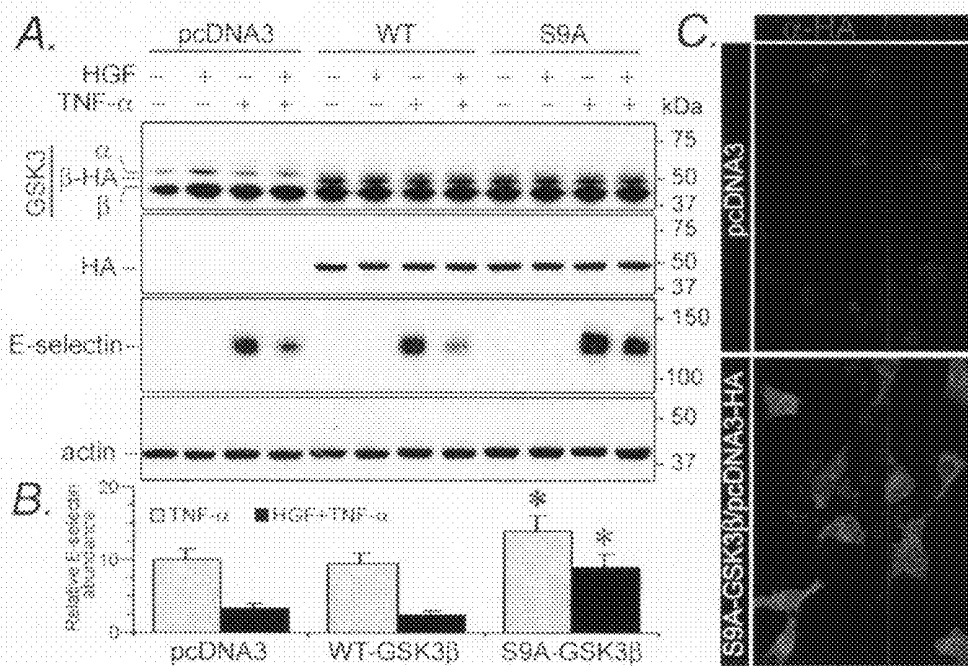 A.
pcDNA3 WT S9A
HGF - + - + - + - + - + - +
TNF-α - - + + - - + + - - + + kDa
GSK3
α
β-HA
β
75
50
37
HA
75
50
37
E-selectin
150
100
actin
50
37
B.
Relative E-selectin abundance
20
10
0
TNF-α HGF+TNF-α
* *
pcDNA3 WT-GSK3β S9A-GSK3β
C.
pcDNA3
S9A-GSK3β/pcDNA3-HA